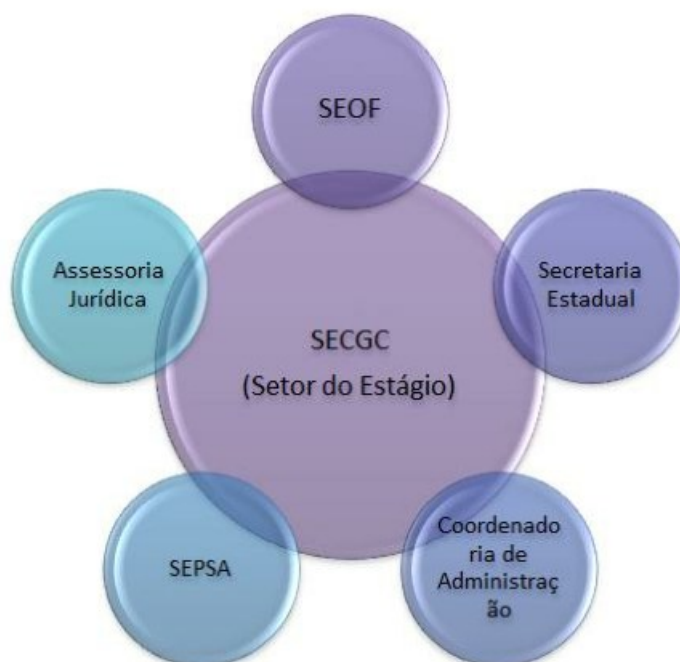 SEOF
Assessoria
Jurídica
Secretaria
Estadual
SECGC
(Setor do Estágio)
SEPSA
Coordenado
ria de
Administraç
ão